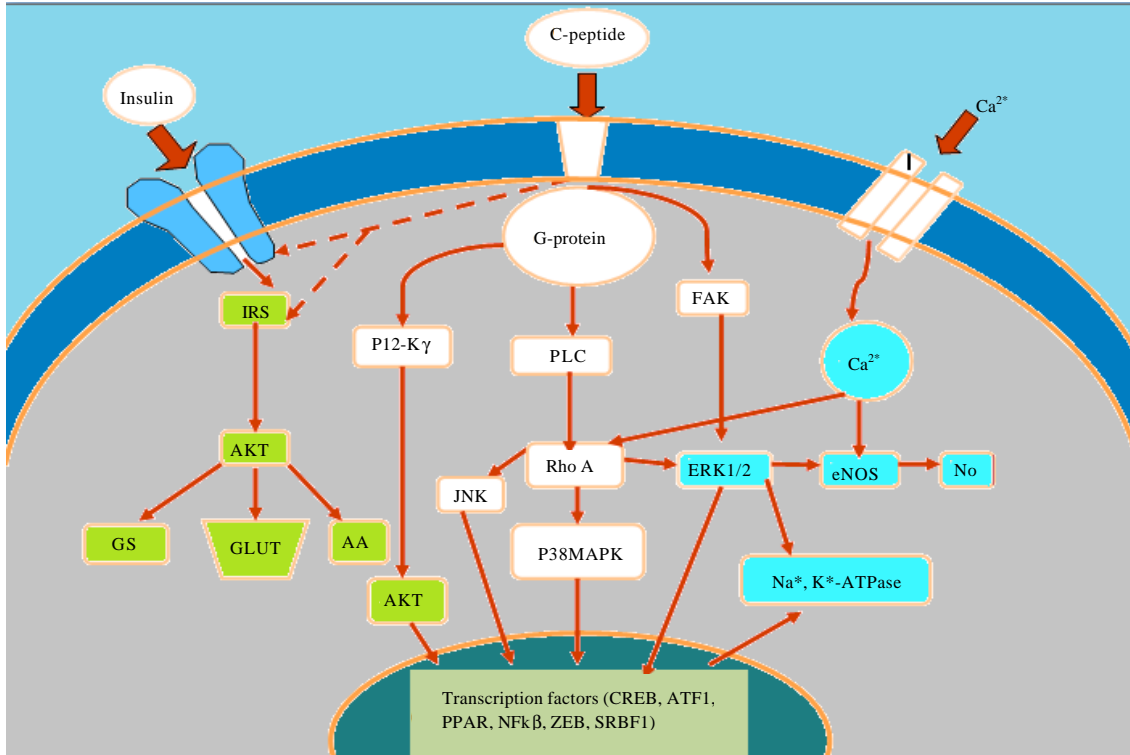 C-peptide
Insulin
Ca2*
G-protein
IRS
FAK
P12-Kγ
PLC
Ca2*
AKT
Rho A
ERK1/2
eNOS
No
JNK
GS
GLUT
AA
P38MAPK
Na*, K*-ATPase
AKT
Transcription factors (CREB, ATF1,
PPAR, NFkβ, ZEB, SRBF1)